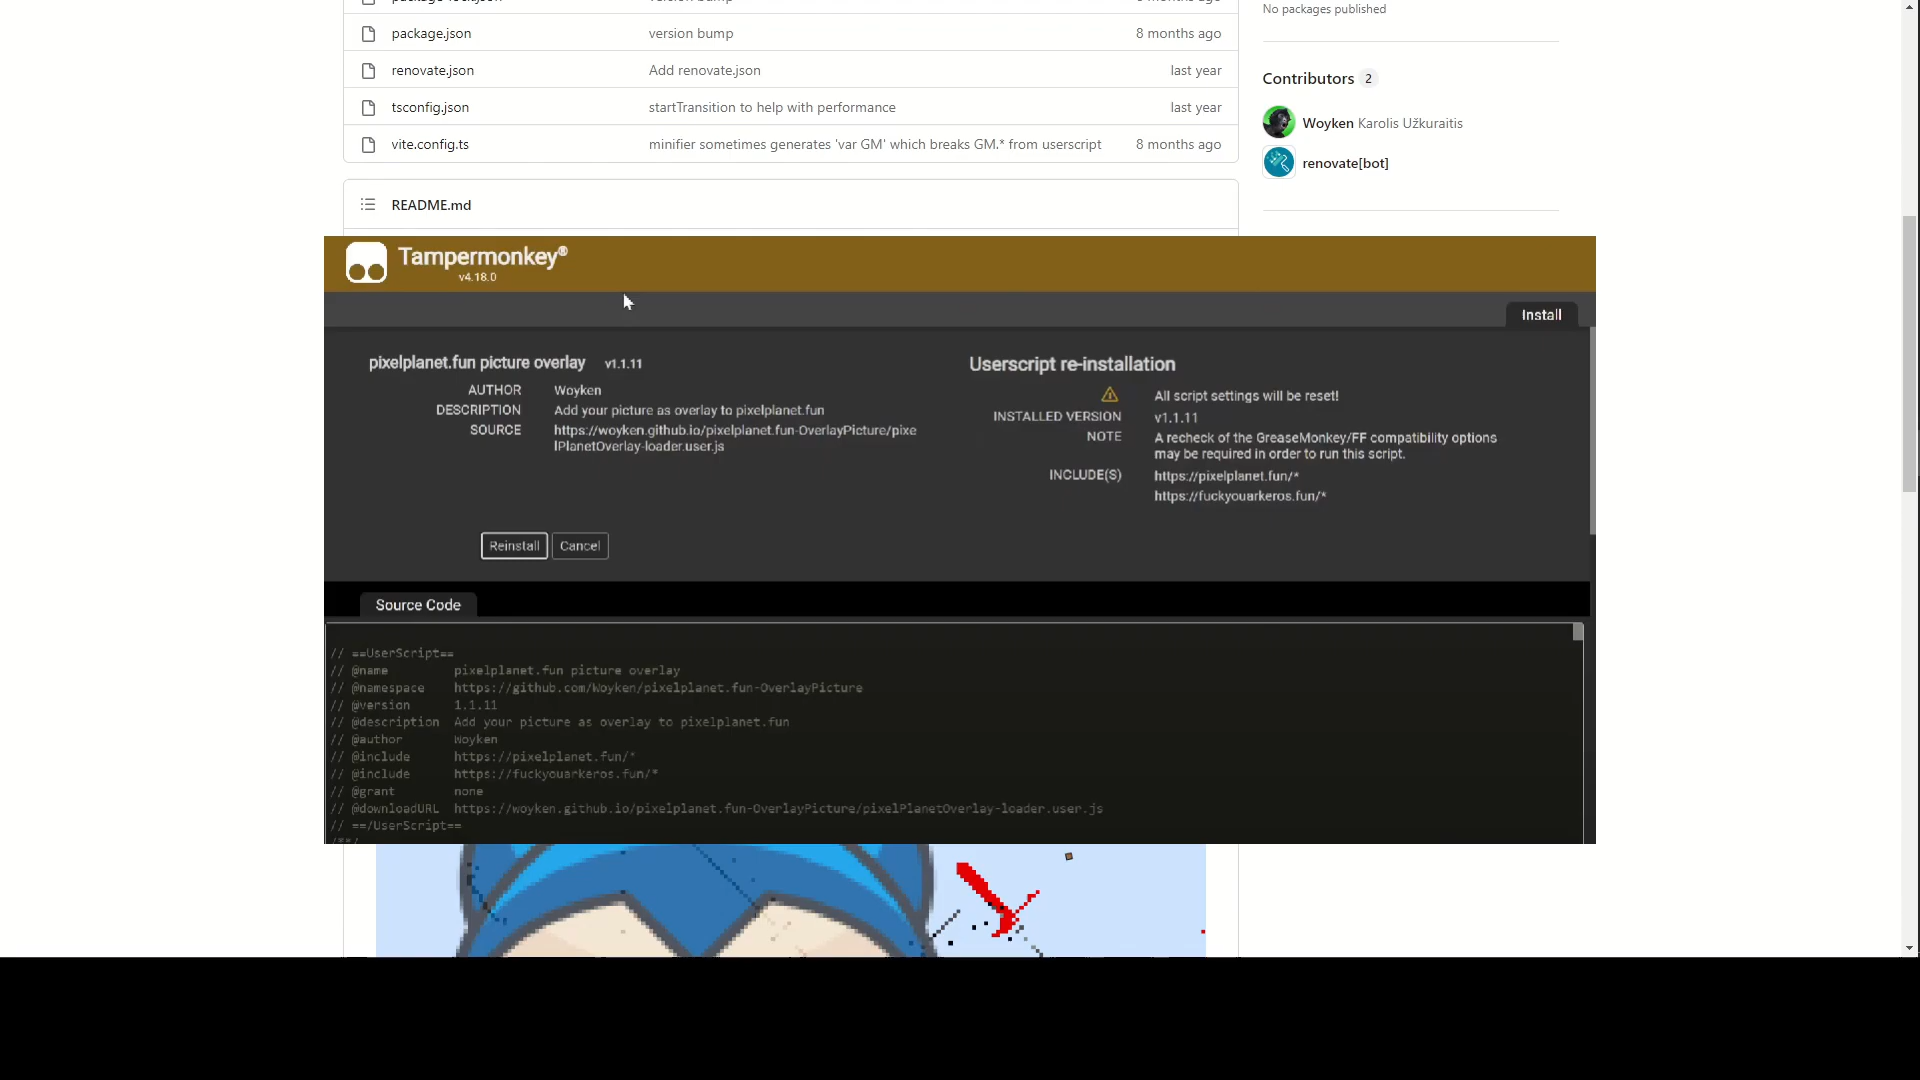 No packages published
package.json version bump 8 months ago
renovate.json Add renovate.json last year
tsconfig.json startTransition to help with performance last year
vite.config.ts minifier sometimes generates 'var GM' which breaks GM.* from userscript 8 months ago
Contributors 2
Woyken Karolis Užkuraitis
renovate[bot]
README.md
Tampermonkey®
v4.18.0
Install
pixelplanet.fun picture overlay v1.1.11
AUTHOR Woyken
DESCRIPTION Add your picture as overlay to pixelplanet.fun
SOURCE https://woyken.github.io/pixelplanet.fun-OverlayPicture/pixe
lPlanetOverlay-loader.user.js
Reinstall Cancel
Userscript re-installation
All script settings will be reset!
INSTALLED VERSION v1.1.11
NOTE A recheck of the GreaseMonkey/FF compatibility options
may be required in order to run this script.
INCLUDE(S) https://pixelplanet.fun/*
https://fuckyouarkeros.fun/*
Source Code
// ==UserScript==
// @name pixelplanet.fun picture overlay
// @namespace https://github.com/Woyken/pixelplanet.fun-OverlayPicture
// @version 1.1.11
// @description Add your picture as overlay to pixelplanet.fun
// @author Woyken
// @include https://pixelplanet.fun/*
// @include https://fuckyouarkeros.fun/*
// @grant none
// @downloadURL https://woyken.github.io/pixelplanet.fun-OverlayPicture/pixelPlanetOverlay-loader.user.js
// ==/UserScript==